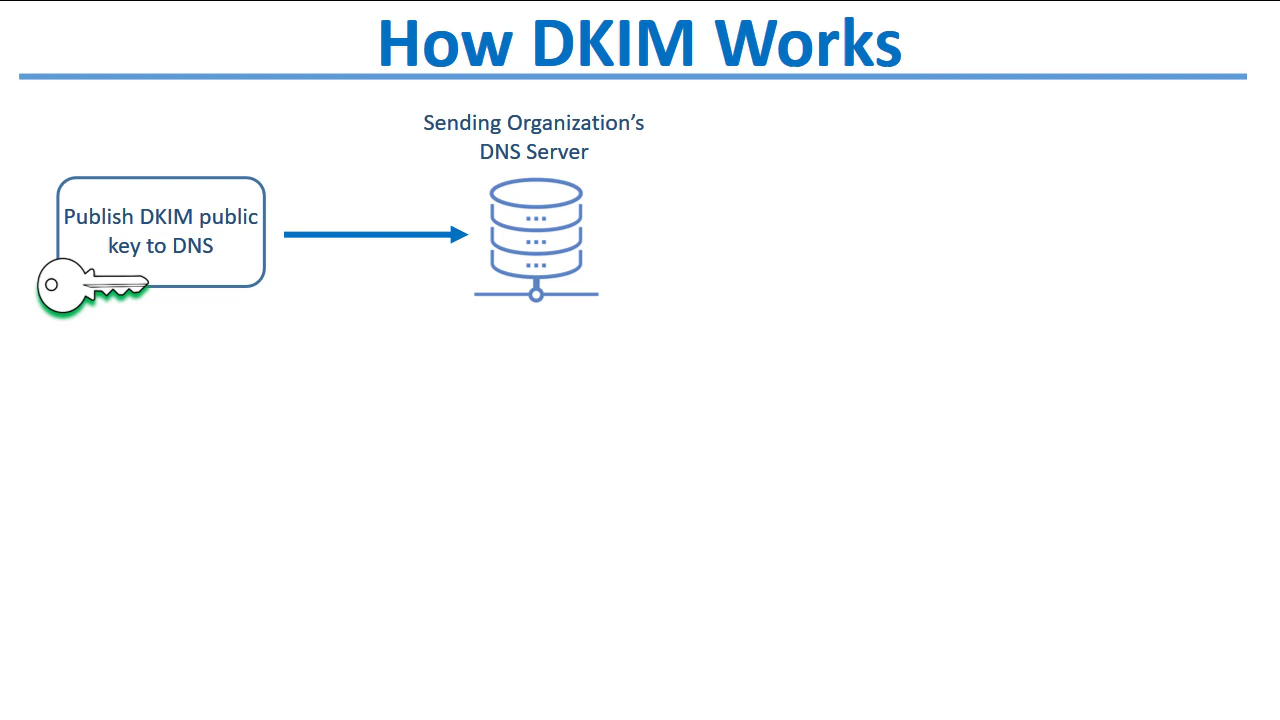 How DKIM Works
Sending Organization’s
DNS Server
Publish DKIM public
key to DNS